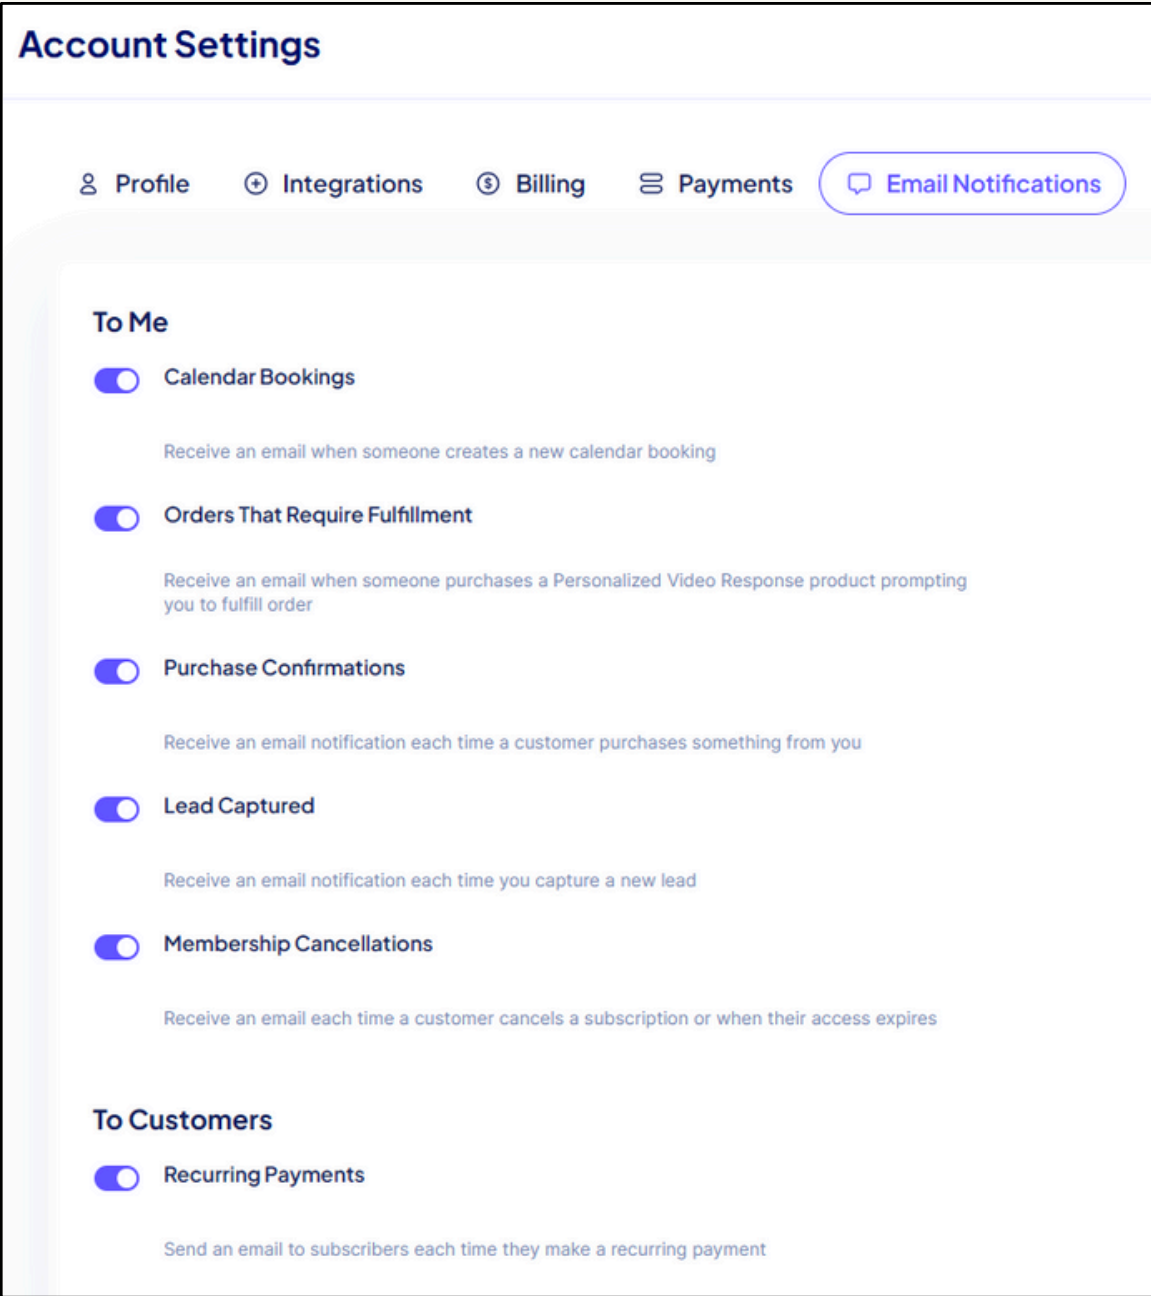 Account Settings
Profile
Integrations
Billing
Payments
Email Notifications
To Me
Calendar Bookings
Receive an email when someone creates a new calendar booking
Orders That Require Fulfillment
Receive an email when someone purchases a Personalized Video Response product prompting
you to fulfill order
Purchase Confirmations
Receive an email notification each time a customer purchases something from you
Lead Captured
Receive an email notification each time you capture a new lead
Membership Cancellations
Receive an email each time a customer cancels a subscription or when their access expires
To Customers
Recurring Payments
Send an email to subscribers each time they make a recurring payment